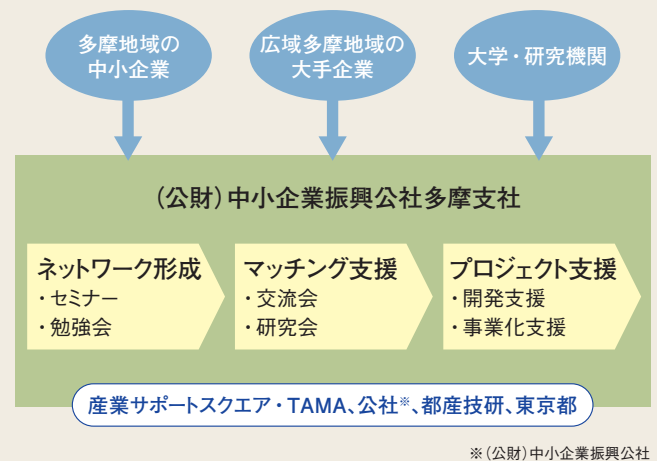 多摩地域の
中小企業
広域多摩地域の
大手企業
大学・研究機関
（公財）中小企業振興公社多摩支社
ネットワーク形成
・セミナー
・勉強会
マッチング支援
・交流会
・研究会
プロジェクト支援
・開発支援
・事業化支援
産業サポートスクエア・TAMA、公社※、都産技研、東京都
※（公財）中小企業振興公社